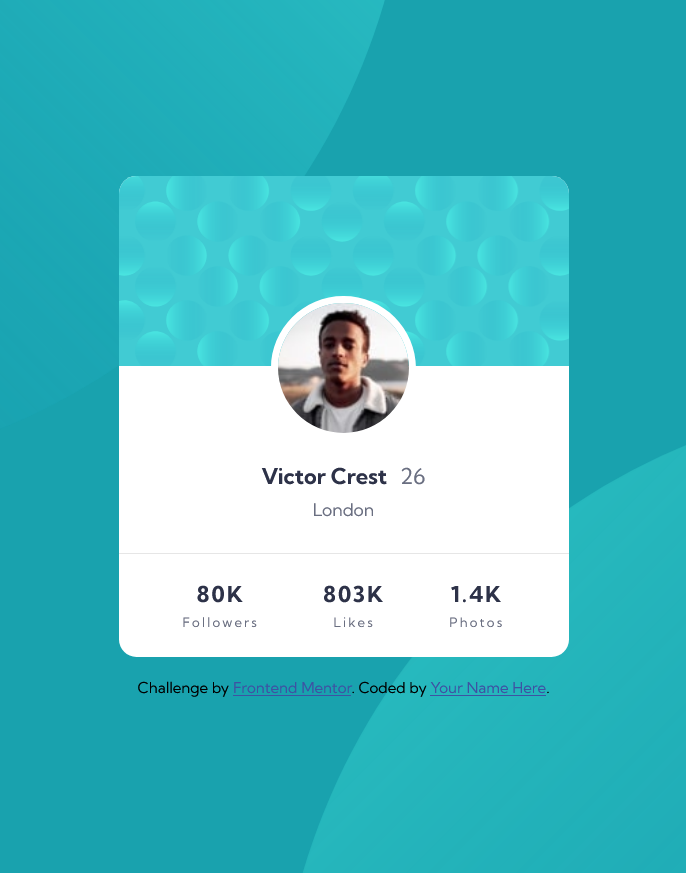 Victor Crest 26
London
80K 803K 1.4K
Followers Likes Photos
Challenge by Frontend Mentor. Coded by Your Name Here.